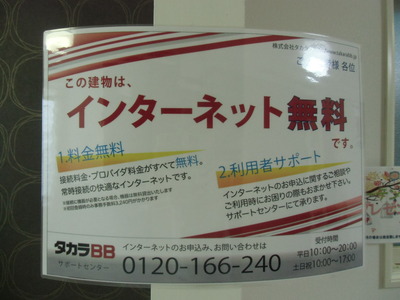 株式会社タカラ
ご 様 各位
この建物は、
インターネット無料
です。
1.料金無料
接続料金・プロバイダ料金がすべて無料。
常時接続の快適なインターネットです。
2.利用者サポート
インターネットのお申込に関するご相談や
ご利用時にお困りの際もおまかせ下さい。
サポートセンターにて承ります。
タカラBB
サポートセンター
インターネットのお申込み、お問い合わせは
0120-166-240
受付時間
平日10:00〜20:00
土日祝10:00〜17:00